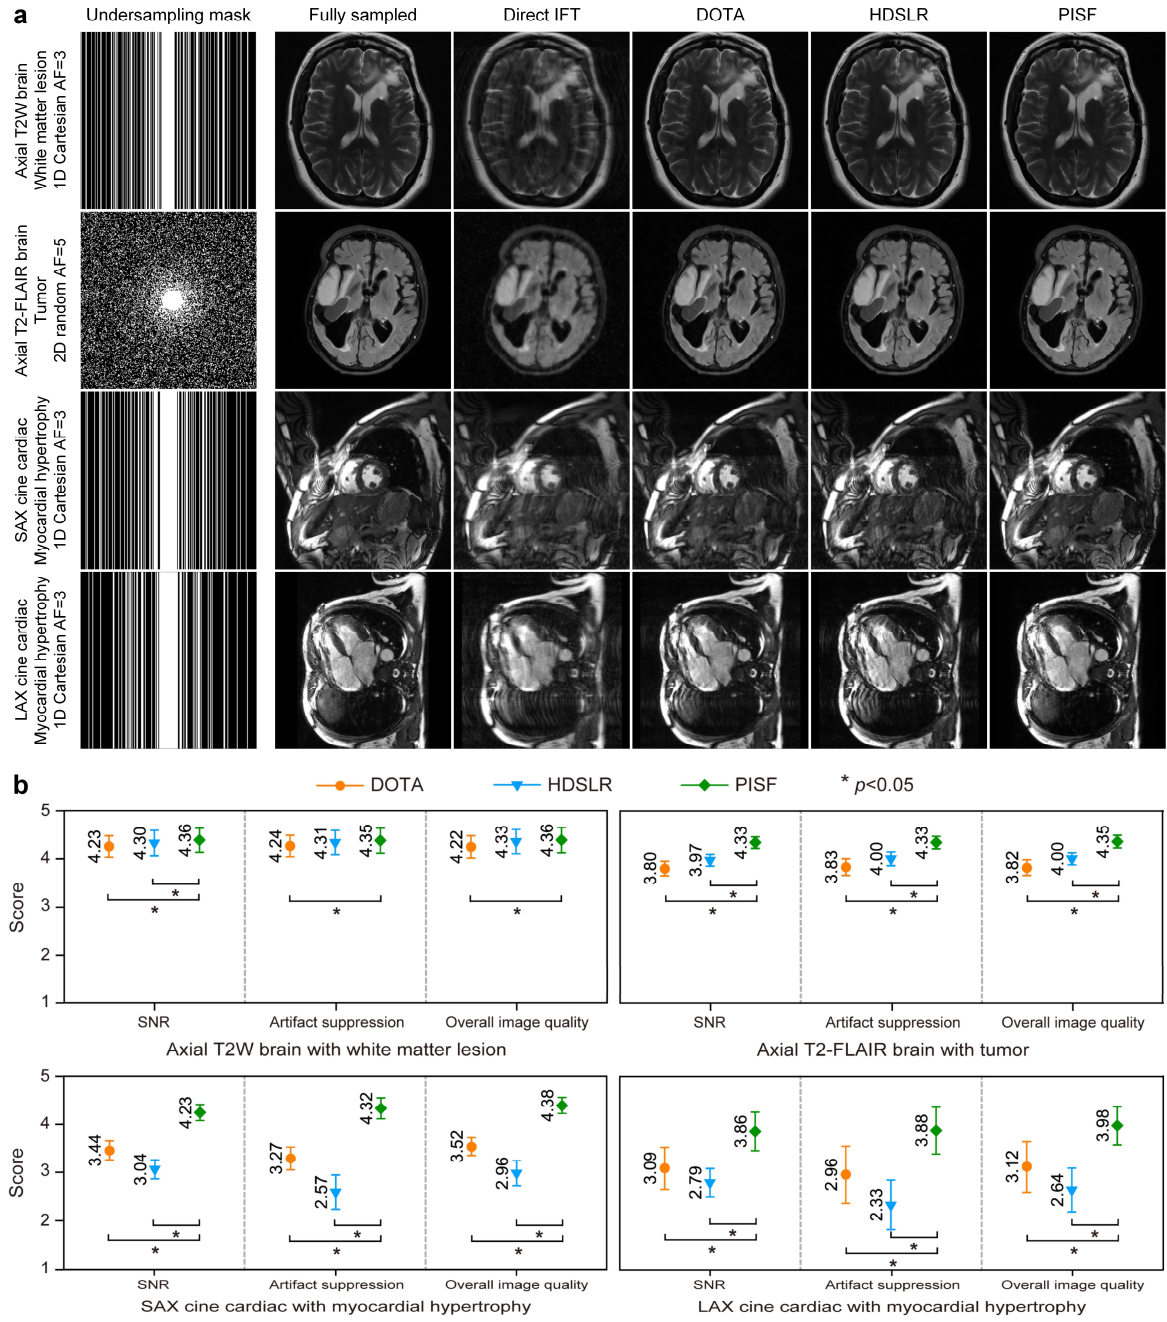 a
Undersampling mask
Fully sampled
Direct IFT
DOTA
HDSLR
PISF
Axial T2W brain
White matter lesion
1D Cartesian AF=3
Axial T2-FLAIR brain
Tumor
2D random AF=5
SAX cine cardiac
Myocardial hypertrophy
1D Cartesian AF=3
LAX cine cardiac
Myocardial hypertrophy
1D Cartesian AF=3
b
DOTA
HDSLR
PISF
* p<0.05
Score
5
4
3
2
1
4.23
4.30
4.36
*
*
4.24
4.31
4.35
*
4.22
4.33
4.36
*
SNR
Artifact suppression
Overall image quality
Axial T2W brain with white matter lesion
3.80
3.97
4.33
*
*
3.83
4.00
4.33
*
*
3.82
4.00
4.35
*
*
SNR
Artifact suppression
Overall image quality
Axial T2-FLAIR brain with tumor
Score
5
4
3
2
1
3.44
3.04
4.23
*
*
3.27
2.57
4.32
*
*
3.52
2.96
4.38
*
*
SNR
Artifact suppression
Overall image quality
SAX cine cardiac with myocardial hypertrophy
3.09
2.79
3.86
*
*
2.96
2.33
3.88
*
*
3.12
2.64
3.98
*
*
SNR
Artifact suppression
Overall image quality
LAX cine cardiac with myocardial hypertrophy